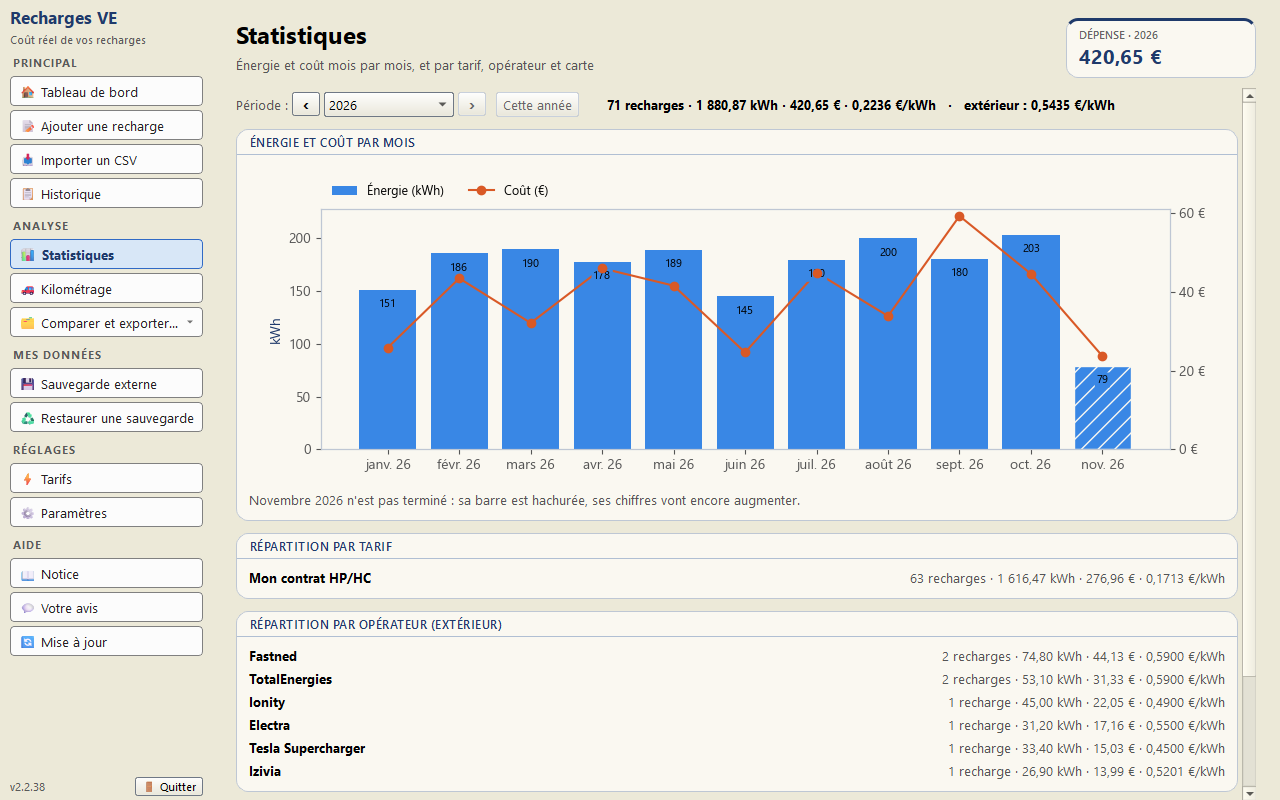 Recharges VE
Coût réel de vos recharges
PRINCIPAL
Tableau de bord
Ajouter une recharge
Importer un CSV
Historique
ANALYSE
Statistiques
Kilométrage
Comparer et exporter...
MES DONNÉES
Sauvegarde externe
Restaurer une sauvegarde
RÉGLAGES
Tarifs
Paramètres
AIDE
Notice
Votre avis
Mise à jour
v2.2.38
Quitter
Statistiques
Énergie et coût mois par mois, et par tarif, opérateur et carte
DÉPENSE · 2026
420,65 €
Période : ‹ 2026 › Cette année 71 recharges · 1 880,87 kWh · 420,65 € · 0,2236 €/kWh · extérieur : 0,5435 €/kWh
ÉNERGIE ET COÛT PAR MOIS
Énergie (kWh) Coût (€)
kWh
200
150
100
50
0
60 €
40 €
20 €
0 €
151 186 190 178 189 145 200 180 203 79
janv. 26 févr. 26 mars 26 avr. 26 mai 26 juin 26 juil. 26 août 26 sept. 26 oct. 26 nov. 26
Novembre 2026 n'est pas terminé : sa barre est hachurée, ses chiffres vont encore augmenter.
RÉPARTITION PAR TARIF
Mon contrat HP/HC 63 recharges · 1 616,47 kWh · 276,96 € · 0,1713 €/kWh
RÉPARTITION PAR OPÉRATEUR (EXTÉRIEUR)
Fastned 2 recharges · 74,80 kWh · 44,13 € · 0,5900 €/kWh
TotalEnergies 2 recharges · 53,10 kWh · 31,33 € · 0,5900 €/kWh
Ionity 1 recharge · 45,00 kWh · 22,05 € · 0,4900 €/kWh
Electra 1 recharge · 31,20 kWh · 17,16 € · 0,5500 €/kWh
Tesla Supercharger 1 recharge · 33,40 kWh · 15,03 € · 0,4500 €/kWh
Izivia 1 recharge · 26,90 kWh · 13,99 € · 0,5201 €/kWh